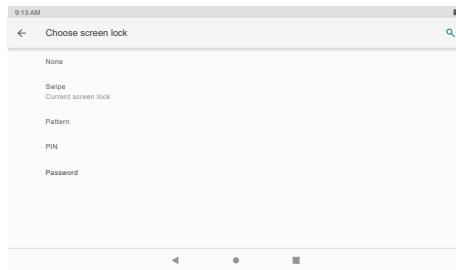 9:13 AM
Choose screen lock
None
Swipe
Current screen lock
Pattern
PIN
Password